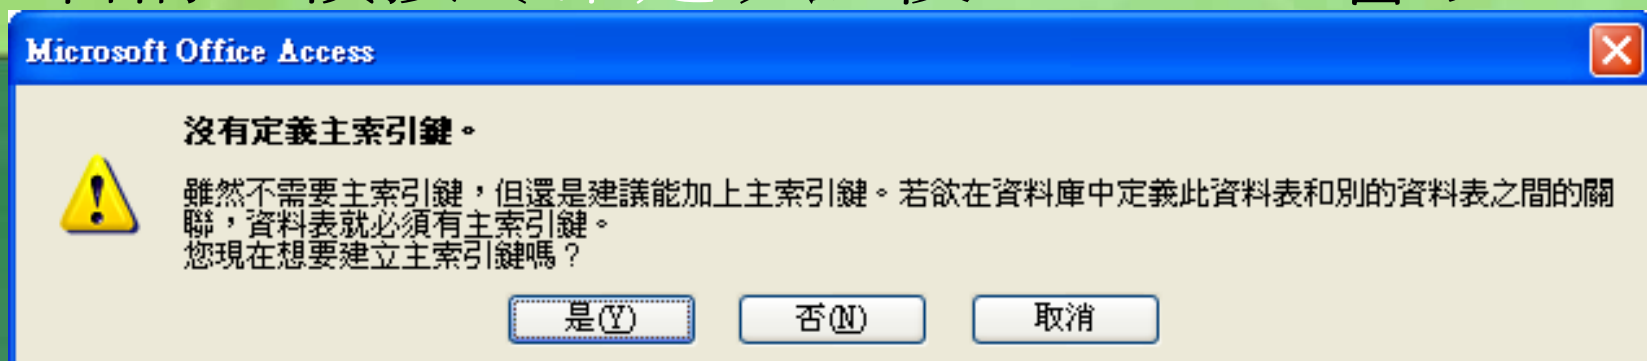 Microsoft Office Access
沒有定義主索引鍵。
雖然不需要主索引鍵，但還是建議能加上主索引鍵。若欲在資料庫中定義此資料表和別的資料表之間的關
聯，資料表就必須有主索引鍵。
您現在想要建立主索引鍵嗎？
是(Y) 否(N) 取消